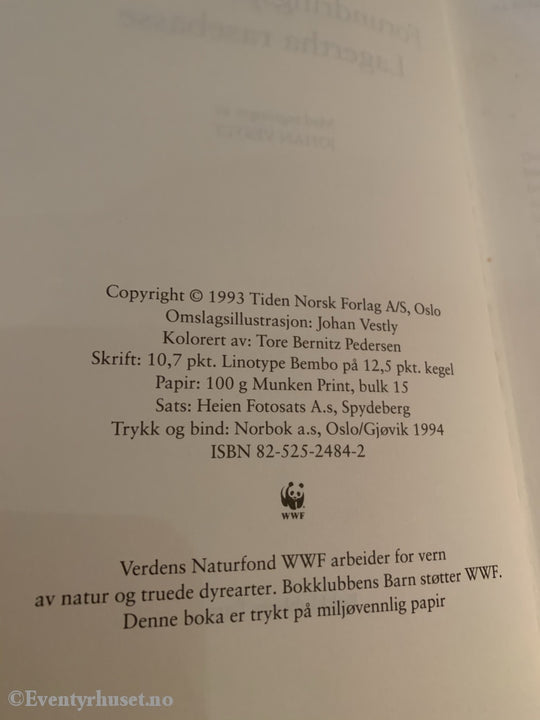 Copyright © 1993 Tiden Norsk Forlag A/S, Oslo
Omslagsillustrasjon: Johan Vestly
Kolorert av: Tore Bernitz Pedersen
Skrift: 10,7 pkt. Linotype Bembo på 12,5 pkt. kegel
Papir: 100 g Munken Print, bulk 15
Sats: Heien Fotosats A.s, Spydeberg
Trykk og bind: Norbok a.s, Oslo/Gjøvik 1994
ISBN 82-525-2484-2
WWF
Verdens Naturfond WWF arbeider for vern
av natur og truede dyrearter. Bokklubbens Barn støtter WWF.
Denne boka er trykt på miljøvennlig papir
©Eventyrhuset.no